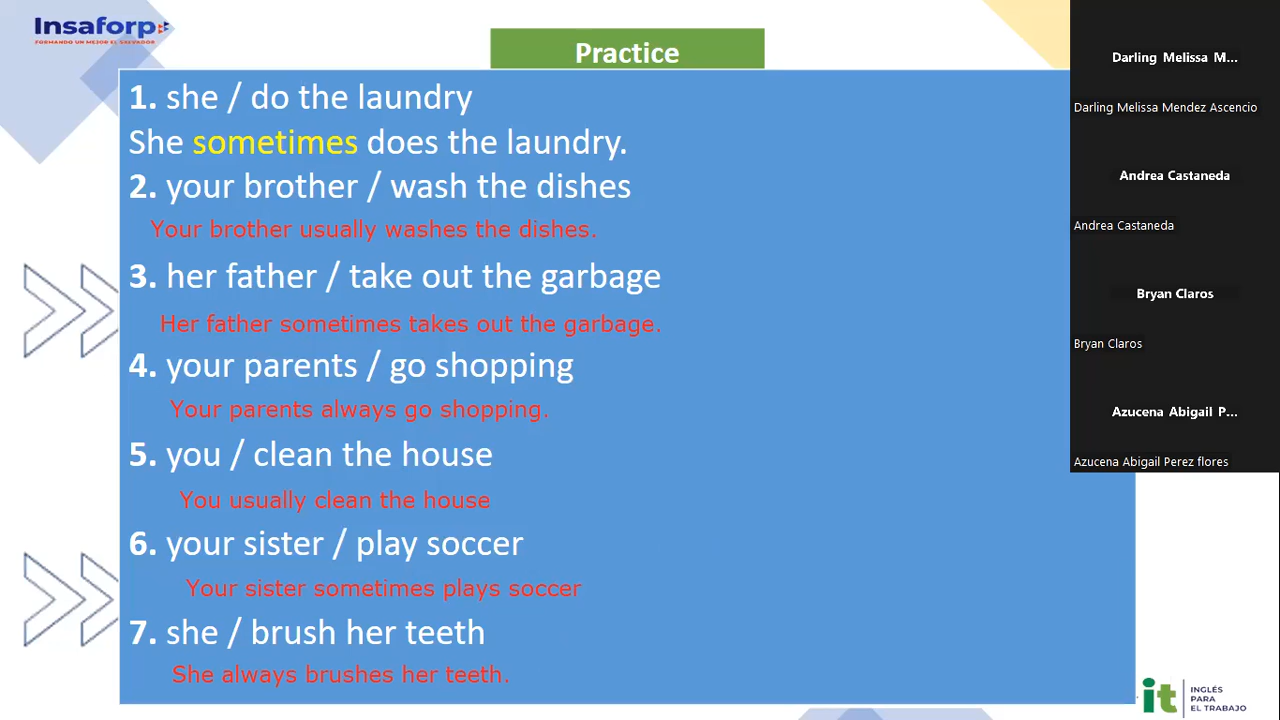 Insaforp
FORMANDO UN MEJOR EL SALVADOR
Practice
1. she / do the laundry
She sometimes does the laundry.
2. your brother / wash the dishes
Your brother usually washes the dishes.
3. her father / take out the garbage
Her father sometimes takes out the garbage.
4. your parents / go shopping
Your parents always go shopping.
5. you / clean the house
You usually clean the house
6. your sister / play soccer
Your sister sometimes plays soccer
7. she / brush her teeth
She always brushes her teeth.
Darling Melissa M...
Darling Melissa Mendez Ascencio
Andrea Castaneda
Andrea Castaneda
Bryan Claros
Bryan Claros
Azucena Abigail P...
Azucena Abigail Perez flores
it
INGLÉS
PARA
EL TRABAJO